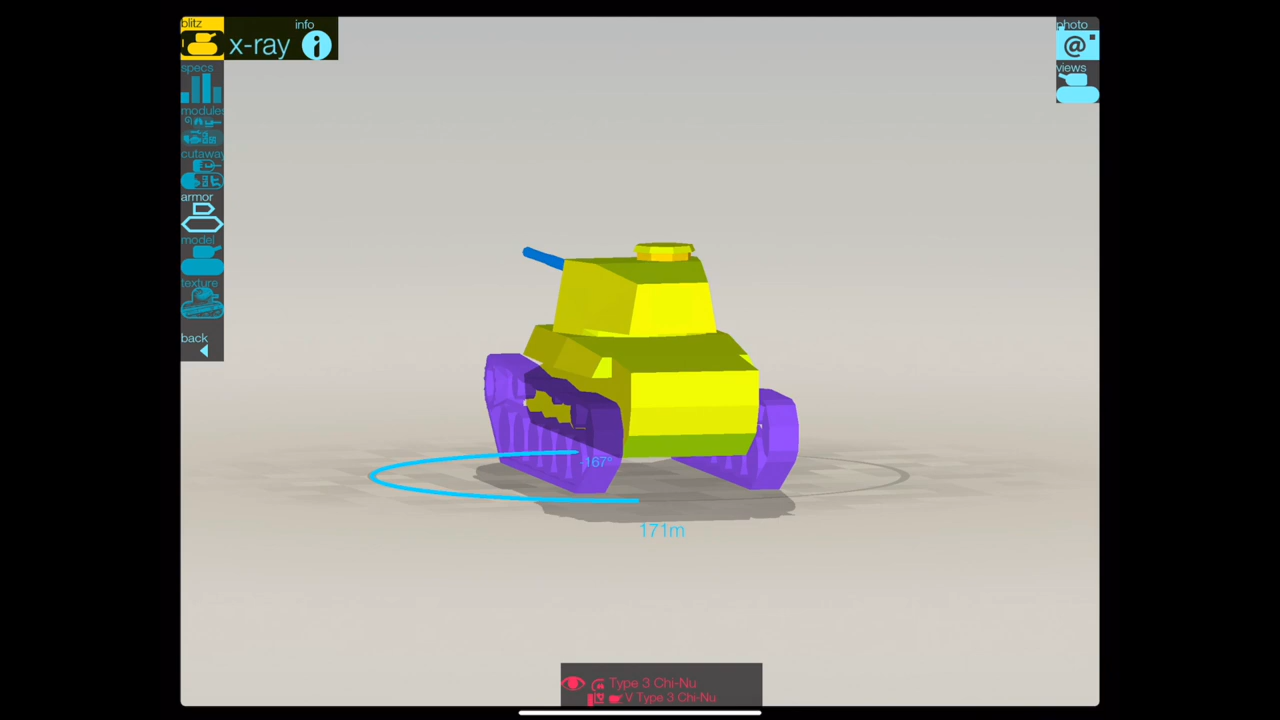 blitz
x-ray
info
specs
modules
cutaway
armor
model
texture
back
photo
@
views
-167°
171m
Type 3 Chi-Nu
V Type 3 Chi-Nu